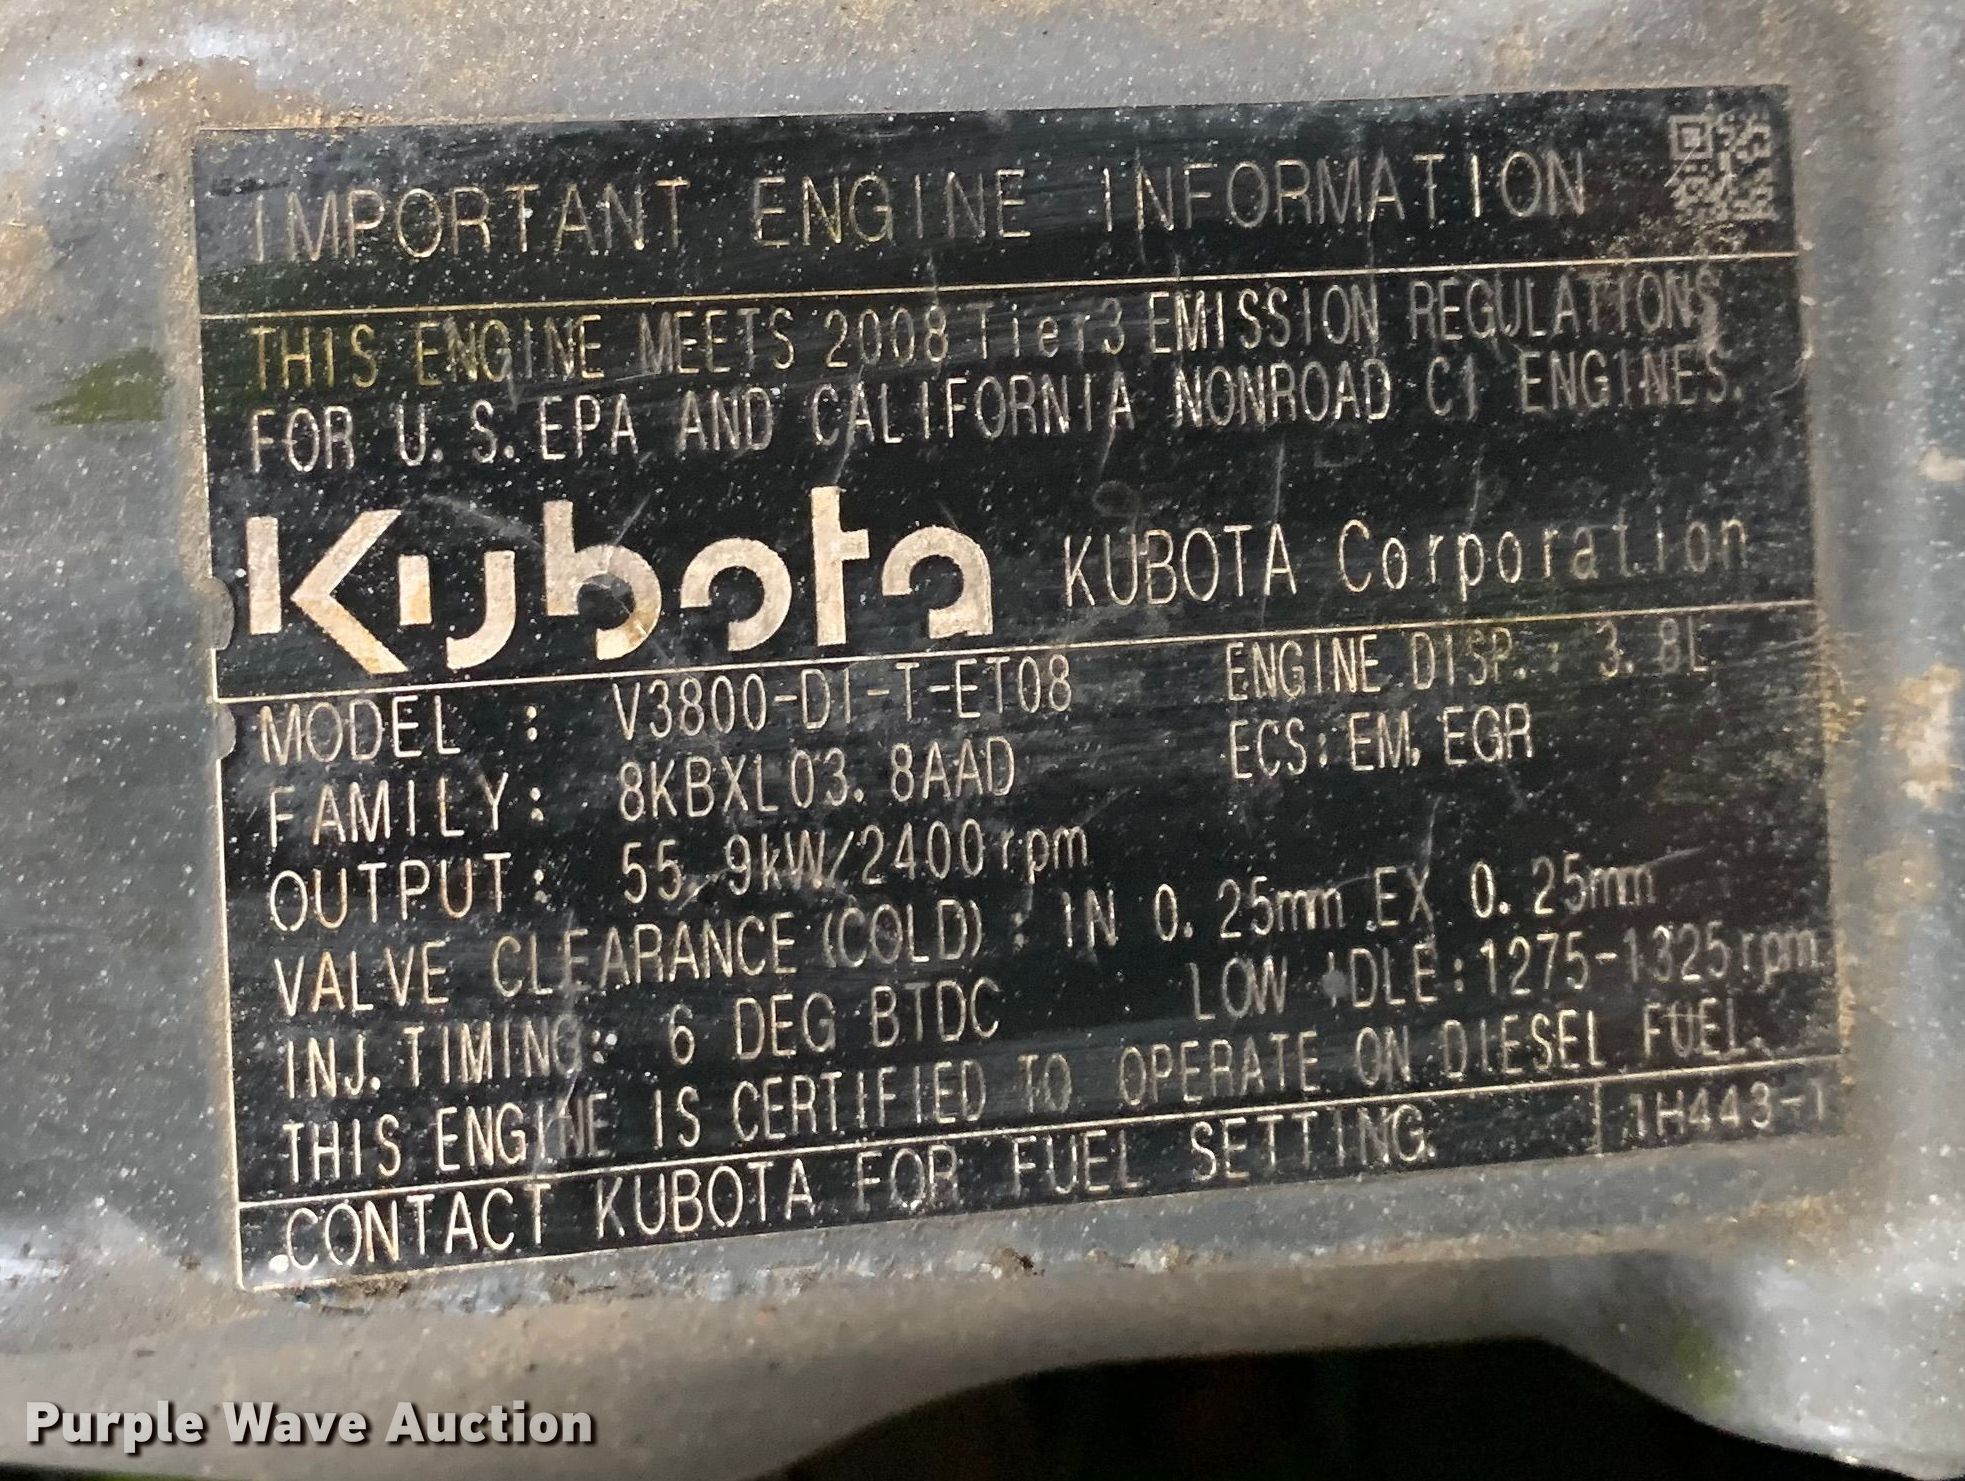 IMPORTANT ENGINE INFORMATION
THIS ENGINE MEETS 2008 Tier3 EMISSION REGULATIONS
FOR U.S.EPA AND CALIFORNIA NONROAD CI ENGINES.
Kubota KUBOTA Corporation
MODEL : V3800-DI-T-ET08 ENGINE DISP.: 3.8L
FAMILY: 8KBXL03.8AAD ECS: EM, EGR
OUTPUT: 55.9kW/2400rpm
VALVE CLEARANCE (COLD) : IN 0.25mm EX 0.25mm
INJ.TIMING: 6 DEG BTDC LOW IDLE:1275-1325rpm
THIS ENGINE IS CERTIFIED TO OPERATE ON DIESEL FUEL.
CONTACT KUBOTA FOR FUEL SETTING. 1H443-1
Purple Wave Auction